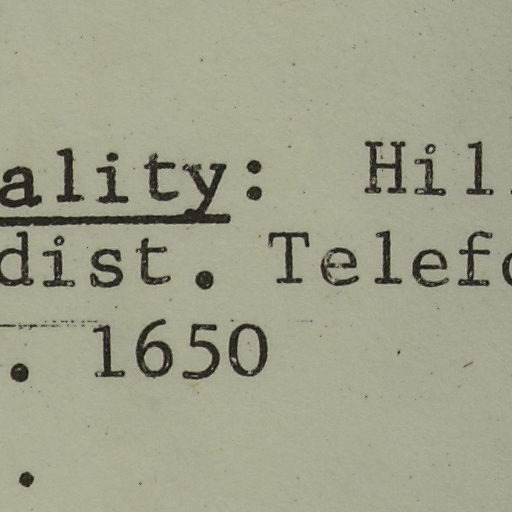 ality: Hil
dist. Telef
. 1650
.